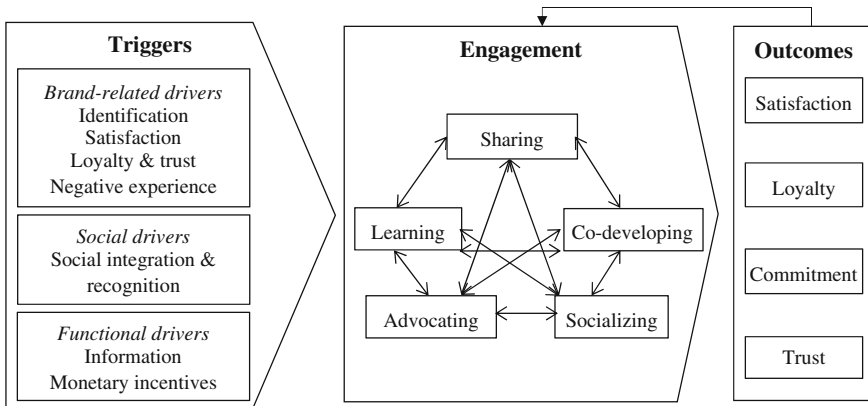 Triggers
Brand-related drivers
Identification
Satisfaction
Loyalty & trust
Negative experience
Social drivers
Social integration &
recognition
Functional drivers
Information
Monetary incentives
Engagement
Sharing
Learning
Co-developing
Advocating
Socializing
Outcomes
Satisfaction
Loyalty
Commitment
Trust